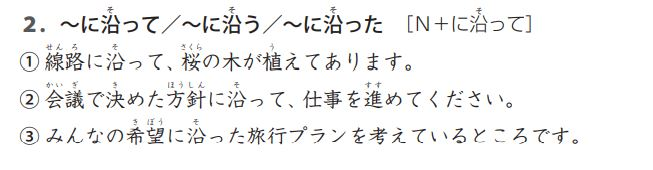 2. ～に沿って／～に沿う／～に沿った ［N＋に沿って］
① 線路に沿って、桜の木が植えてあります。
② 会議で決めた方針に沿って、仕事を進めてください。
③ みんなの希望に沿った旅行プランを考えているところです。